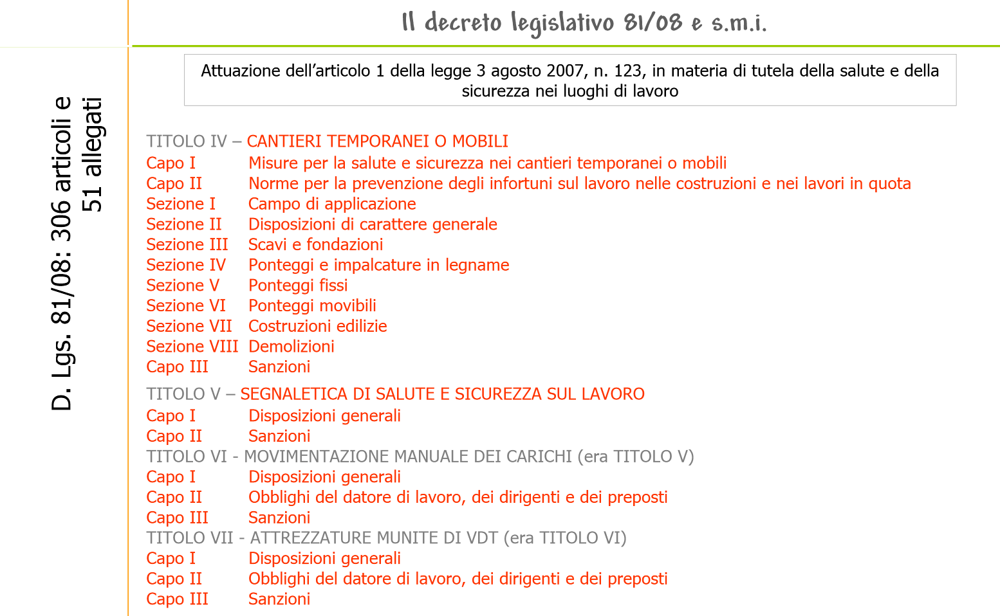 Il decreto legislativo 81/08 e s.m.i.
Attuazione dell’articolo 1 della legge 3 agosto 2007, n. 123, in materia di tutela della salute e della
sicurezza nei luoghi di lavoro
D. Lgs. 81/08: 306 articoli e
51 allegati
TITOLO IV – CANTIERI TEMPORANEI O MOBILI
Capo I Misure per la salute e sicurezza nei cantieri temporanei o mobili
Capo II Norme per la prevenzione degli infortuni sul lavoro nelle costruzioni e nei lavori in quota
Sezione I Campo di applicazione
Sezione II Disposizioni di carattere generale
Sezione III Scavi e fondazioni
Sezione IV Ponteggi e impalcature in legname
Sezione V Ponteggi fissi
Sezione VI Ponteggi movibili
Sezione VII Costruzioni edilizie
Sezione VIII Demolizioni
Capo III Sanzioni
TITOLO V – SEGNALETICA DI SALUTE E SICUREZZA SUL LAVORO
Capo I Disposizioni generali
Capo II Sanzioni
TITOLO VI - MOVIMENTAZIONE MANUALE DEI CARICHI (era TITOLO V)
Capo I Disposizioni generali
Capo II Obblighi del datore di lavoro, dei dirigenti e dei preposti
Capo III Sanzioni
TITOLO VII - ATTREZZATURE MUNITE DI VDT (era TITOLO VI)
Capo I Disposizioni generali
Capo II Obblighi del datore di lavoro, dei dirigenti e dei preposti
Capo III Sanzioni